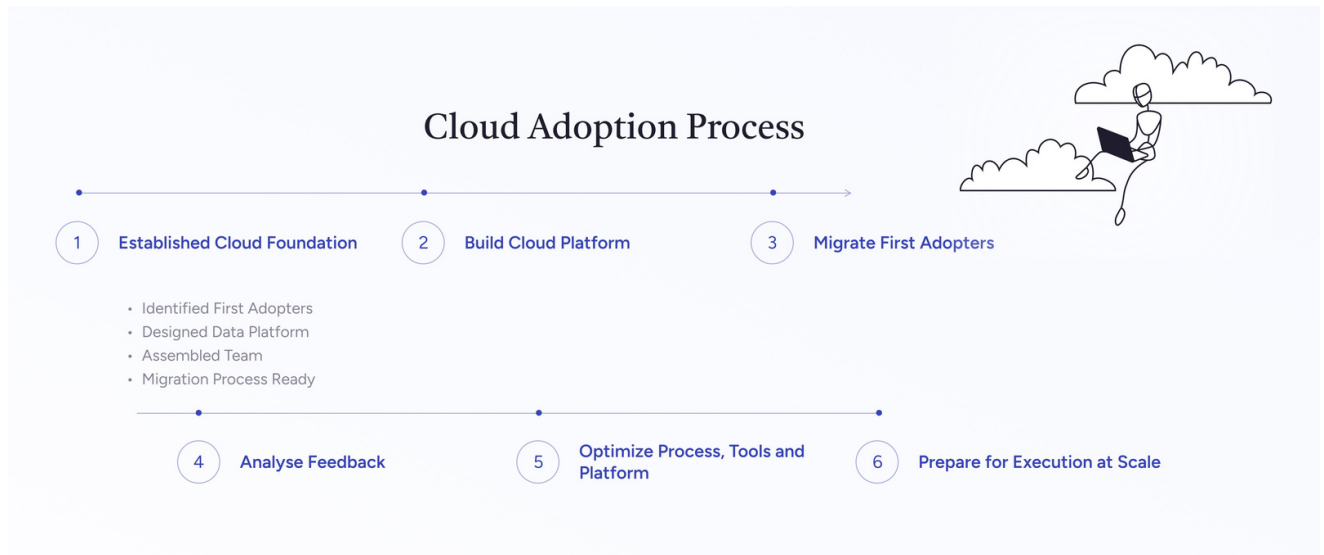 Cloud Adoption Process
1 Established Cloud Foundation
2 Build Cloud Platform
3 Migrate First Adopters
• Identified First Adopters
• Designed Data Platform
• Assembled Team
• Migration Process Ready
4 Analyse Feedback
5 Optimize Process, Tools and
Platform
6 Prepare for Execution at Scale